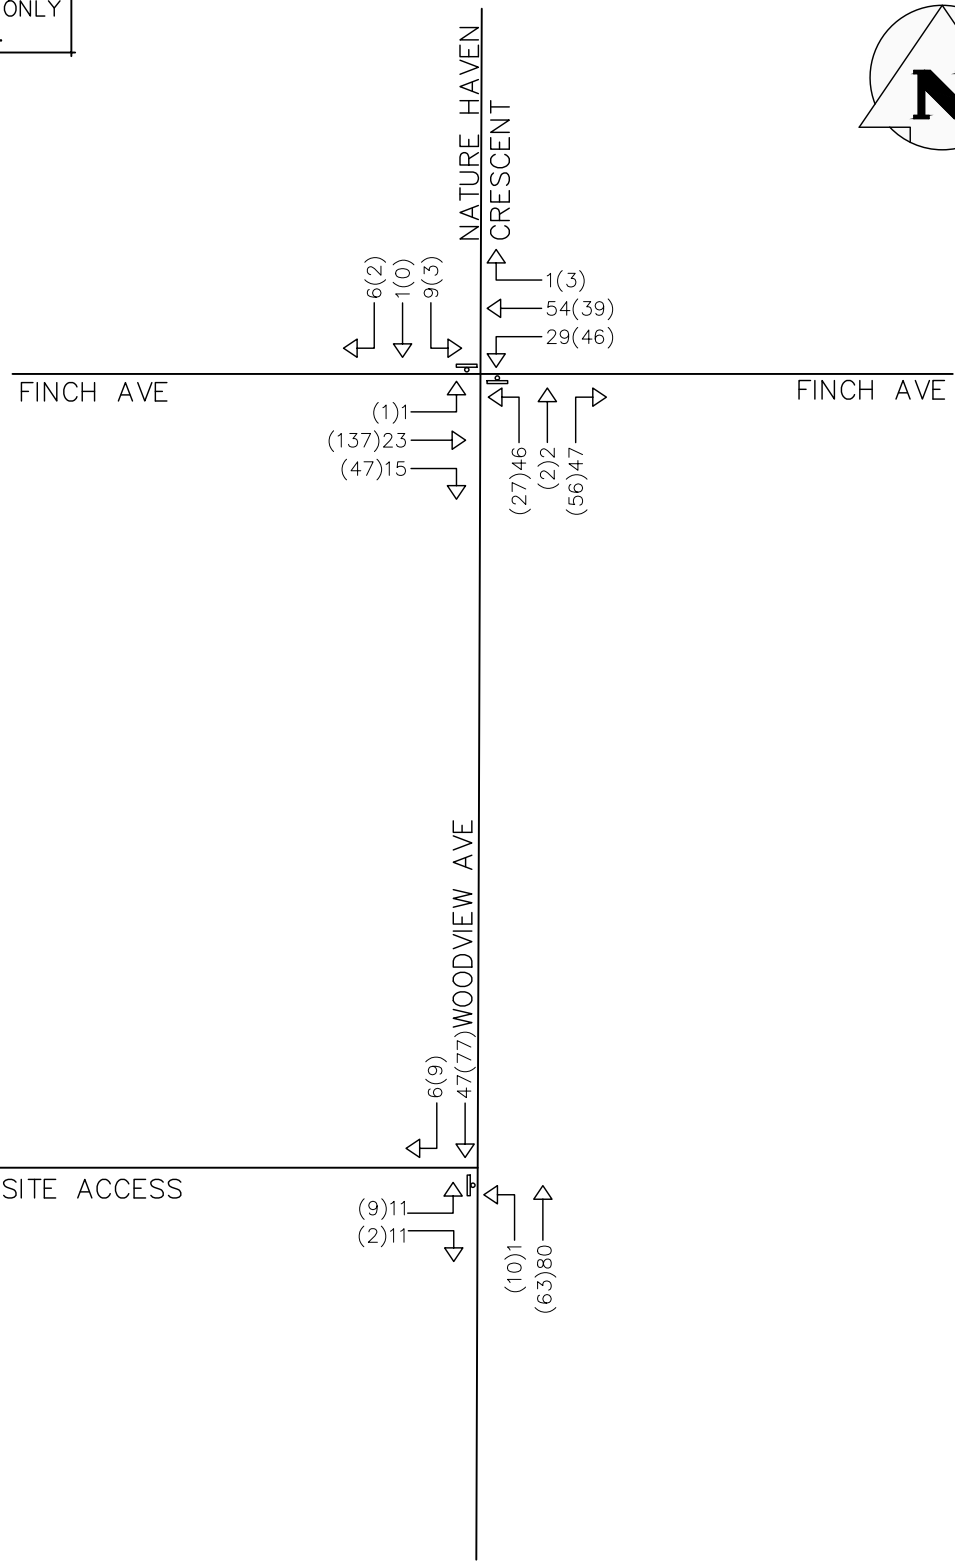 ONLY
N
NATURE HAVEN
CRESCENT
6(2)
1(0)
9(3)
1(3)
54(39)
29(46)
FINCH AVE
FINCH AVE
(1)1
(137)23
(47)15
(27)46
(2)2
(56)47
WOODVIEW AVE
6(9)
47(77)
SITE ACCESS
(9)11
(2)11
(10)1
(63)80